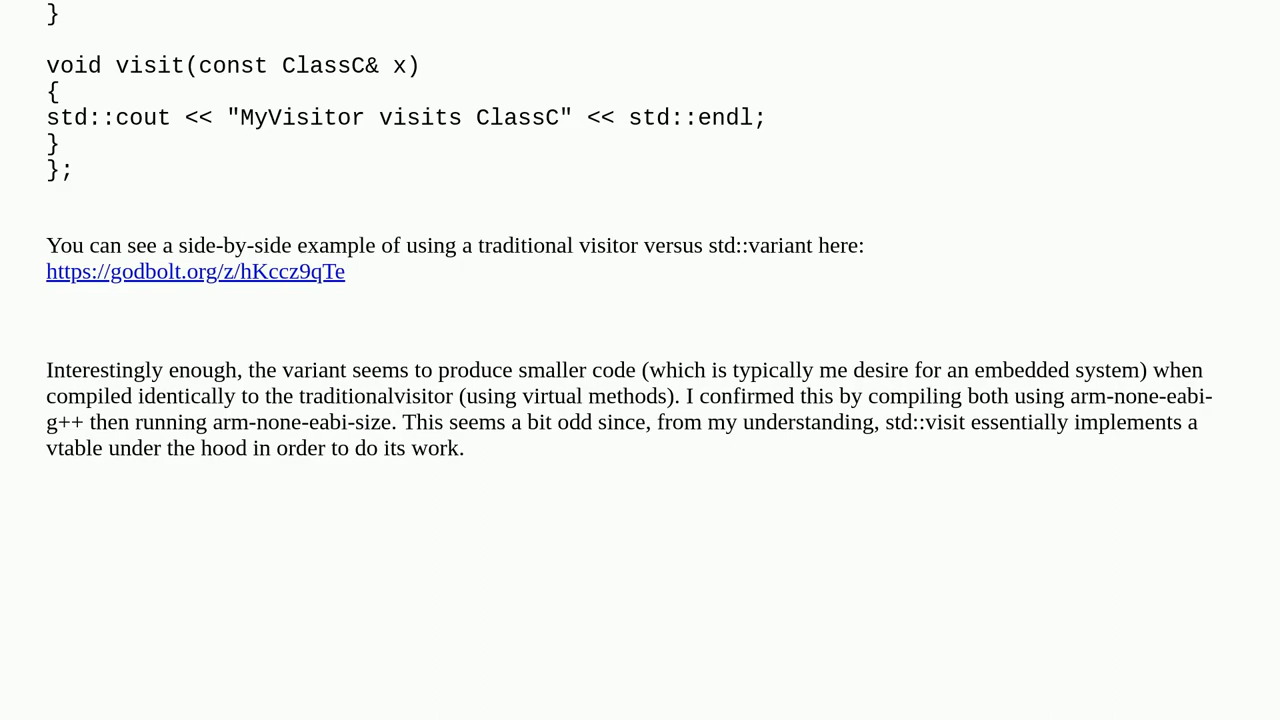 }
void visit(const ClassC& x)
{
std::cout << "MyVisitor visits ClassC" << std::endl;
}
};
You can see a side-by-side example of using a traditional visitor versus std::variant here:
https://godbolt.org/z/hKccz9qTe
Interestingly enough, the variant seems to produce smaller code (which is typically me desire for an embedded system) when
compiled identically to the traditionalvisitor (using virtual methods). I confirmed this by compiling both using arm-none-eabi-
g++ then running arm-none-eabi-size. This seems a bit odd since, from my understanding, std::visit essentially implements a
vtable under the hood in order to do its work.